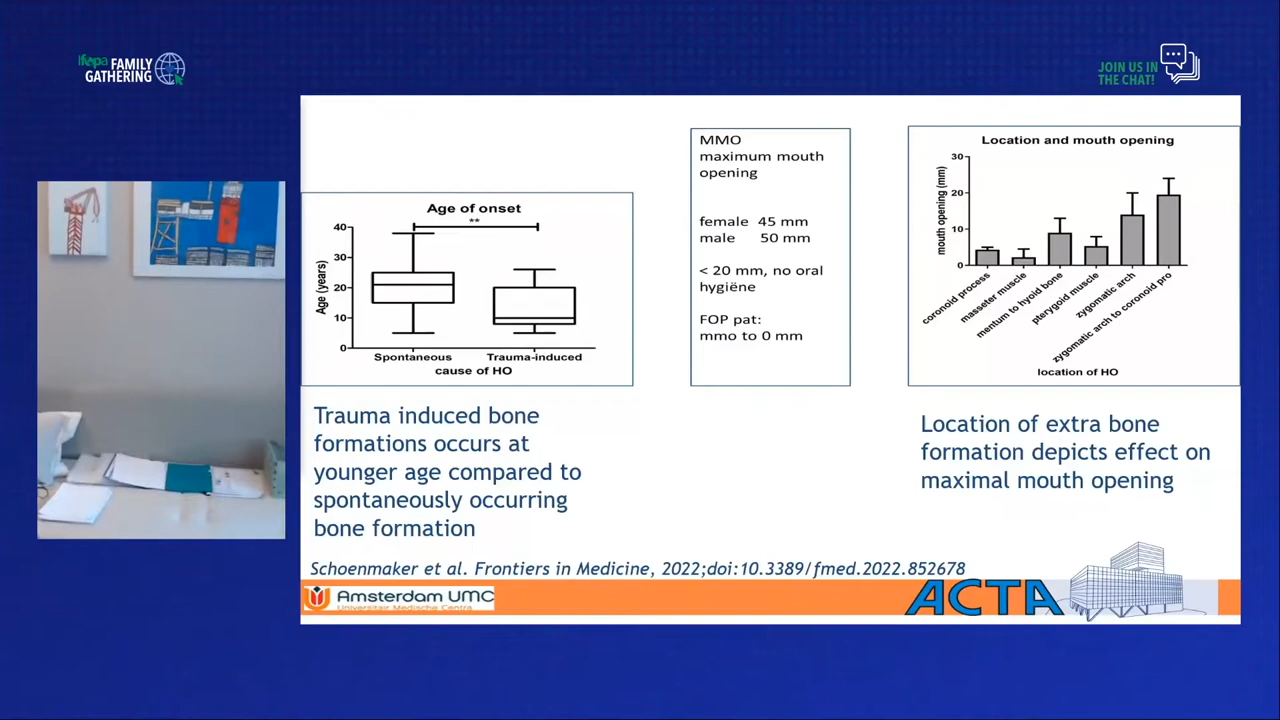 ifopa FAMILY
GATHERING
JOIN US IN
THE CHAT!
Age of onset
**
40
30
20
10
0
Age (years)
Spontaneous
Trauma-induced
cause of HO
MMO
maximum mouth
opening
female 45 mm
male 50 mm
< 20 mm, no oral
hygiëne
FOP pat:
mmo to 0 mm
Location and mouth opening
30
20
10
0
mouth opening (mm)
coronoid process
masseter muscle
mentum to hyoid bone
pterygoid muscle
zygomatic arch
zygomatic arch to coronoid pro
location of HO
Trauma induced bone
formations occurs at
younger age compared to
spontaneously occurring
bone formation
Location of extra bone
formation depicts effect on
maximal mouth opening
Schoenmaker et al. Frontiers in Medicine, 2022;doi:10.3389/fmed.2022.852678
Amsterdam UMC
Universitair Medische Centra
ACTA